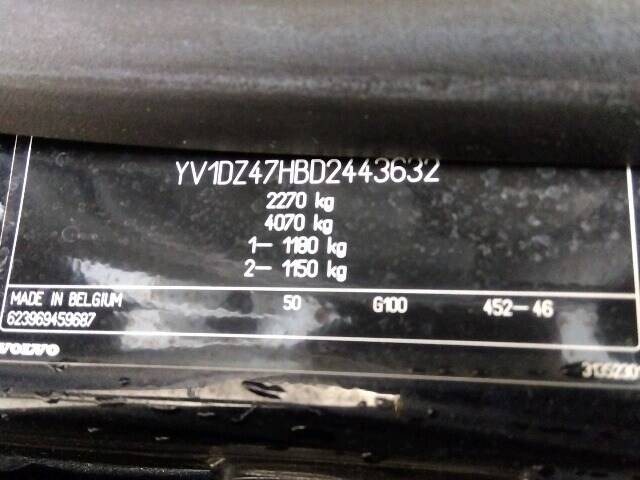 YV1DZ47HBD2443632
2270 kg
4070 kg
1- 1180 kg
2- 1150 kg
MADE IN BELGIUM 50 G100 452-46
623969459687
VOLVO